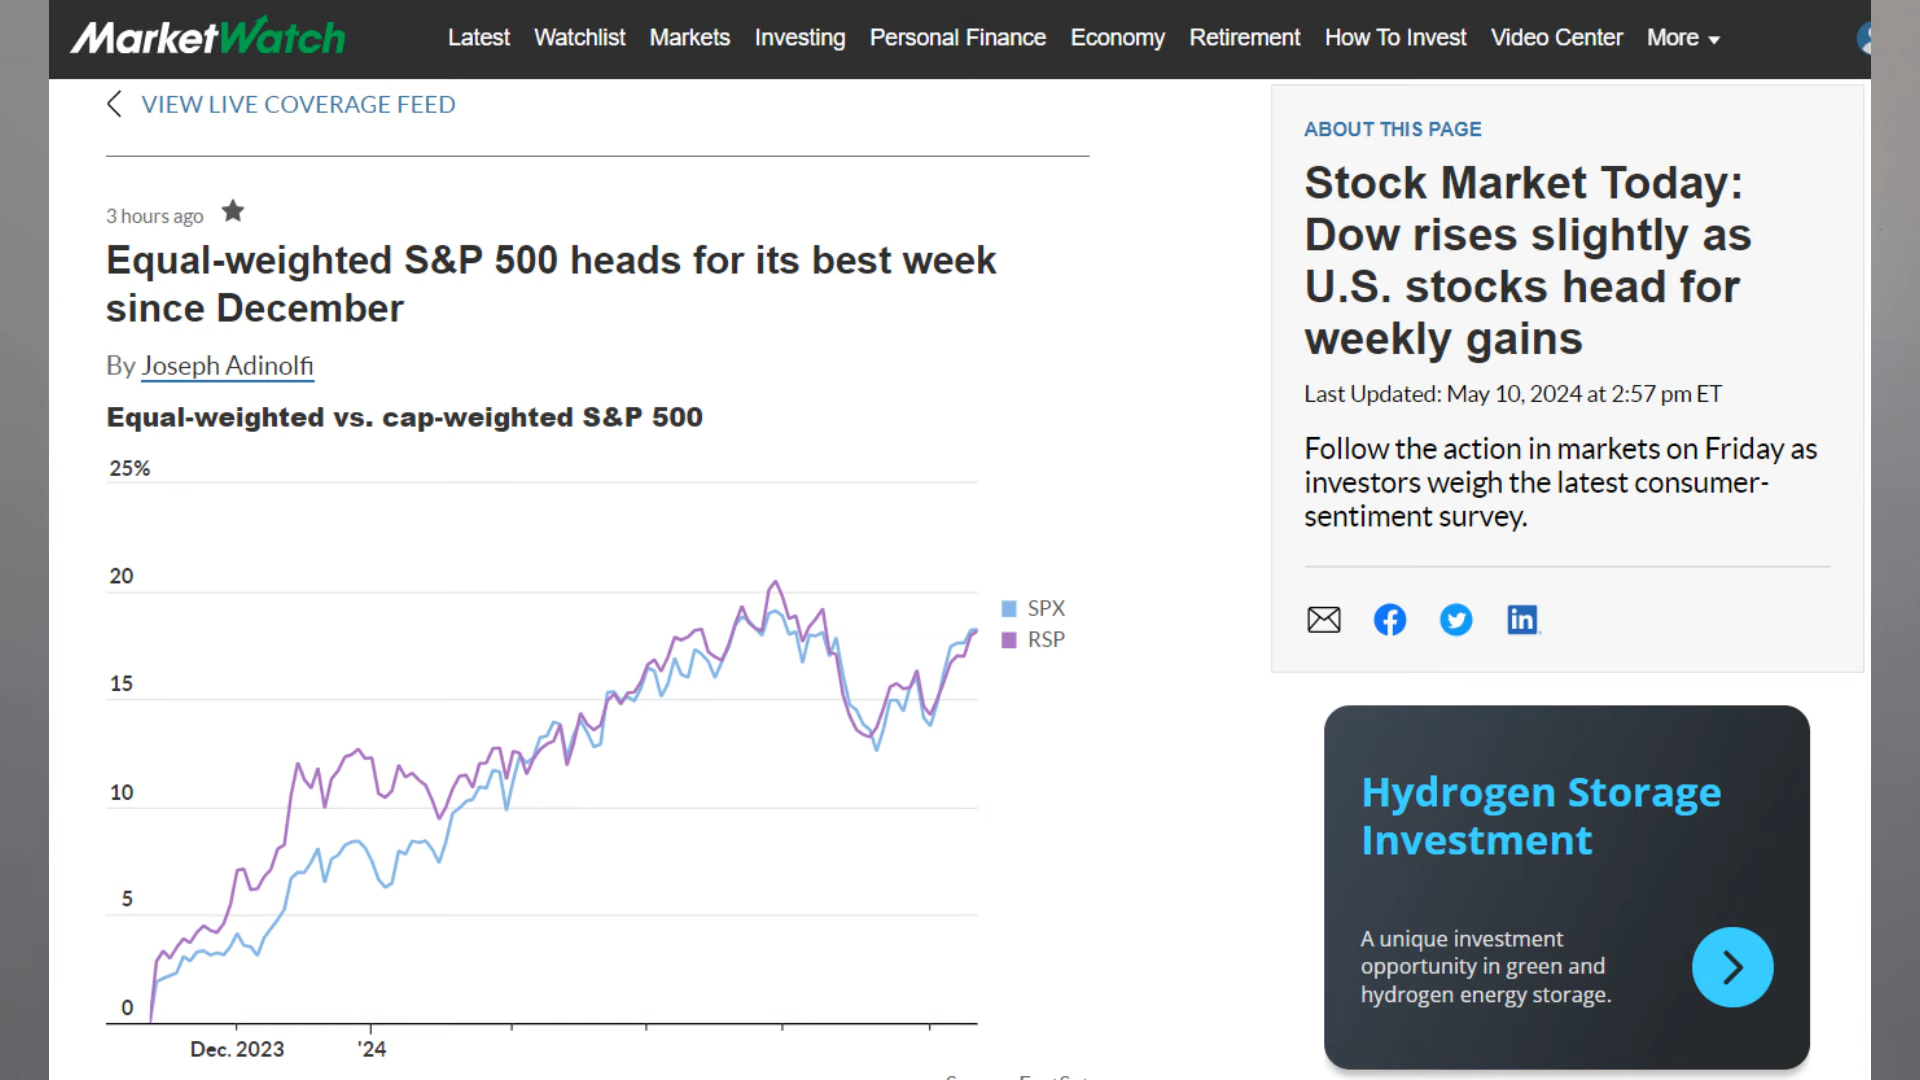 MarketWatch
Latest Watchlist Markets Investing Personal Finance Economy Retirement How To Invest Video Center More
VIEW LIVE COVERAGE FEED
3 hours ago
Equal-weighted S&P 500 heads for its best week
since December
By Joseph Adinolfi
Equal-weighted vs. cap-weighted S&P 500
25%
20
15
10
5
0
Dec. 2023 '24
SPX
RSP
ABOUT THIS PAGE
Stock Market Today:
Dow rises slightly as
U.S. stocks head for
weekly gains
Last Updated: May 10, 2024 at 2:57 pm ET
Follow the action in markets on Friday as
investors weigh the latest consumer-
sentiment survey.
in
Hydrogen Storage
Investment
A unique investment
opportunity in green and
hydrogen energy storage.